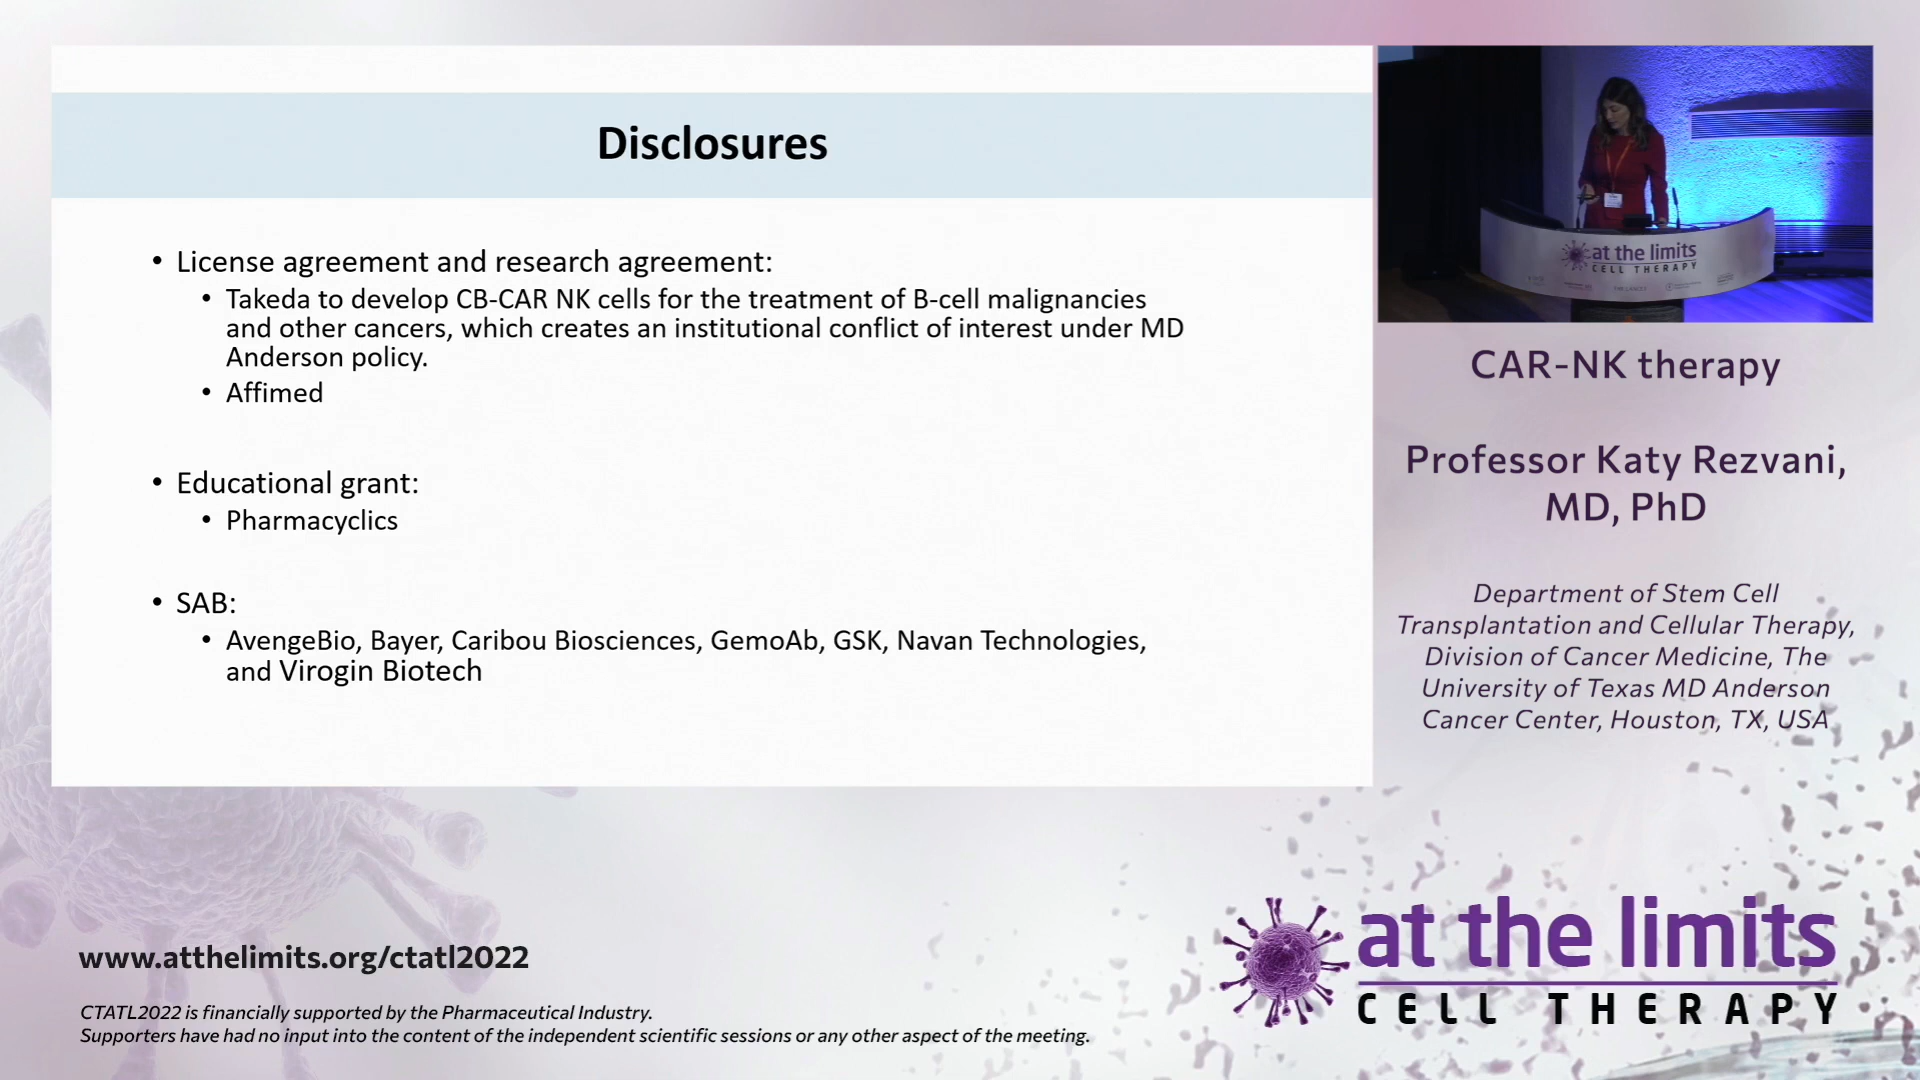 Disclosures
• License agreement and research agreement:
• Takeda to develop CB-CAR NK cells for the treatment of B-cell malignancies
and other cancers, which creates an institutional conflict of interest under MD
Anderson policy.
• Affimed
• Educational grant:
• Pharmacyclics
• SAB:
• AvengeBio, Bayer, Caribou Biosciences, GemoAb, GSK, Navan Technologies,
and Virogin Biotech
at the limits
CELL THERAPY
CAR-NK therapy
Professor Katy Rezvani,
MD, PhD
Department of Stem Cell
Transplantation and Cellular Therapy,
Division of Cancer Medicine, The
University of Texas MD Anderson
Cancer Center, Houston, TX, USA
www.atthelimits.org/ctatl2022
CTATL2022 is financially supported by the Pharmaceutical Industry.
Supporters have had no input into the content of the independent scientific sessions or any other aspect of the meeting.
at the limits
CELL THERAPY